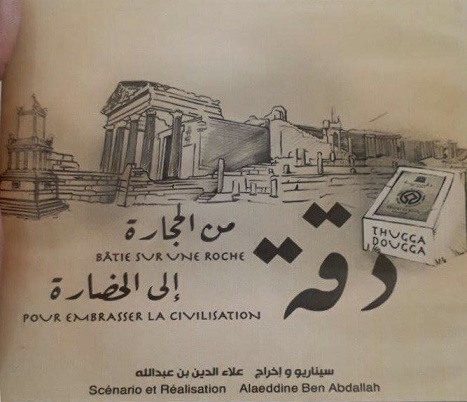 THUGGA
DOUGGA
دقة
من الحجارة
BÂTIE SUR UNE ROCHE
إلى الحضارة
POUR EMBRASSER LA CIVILISATION
سيناريو و إخراج علاء الدين بن عبدالله
Scénario et Réalisation Alaeddine Ben Abdallah